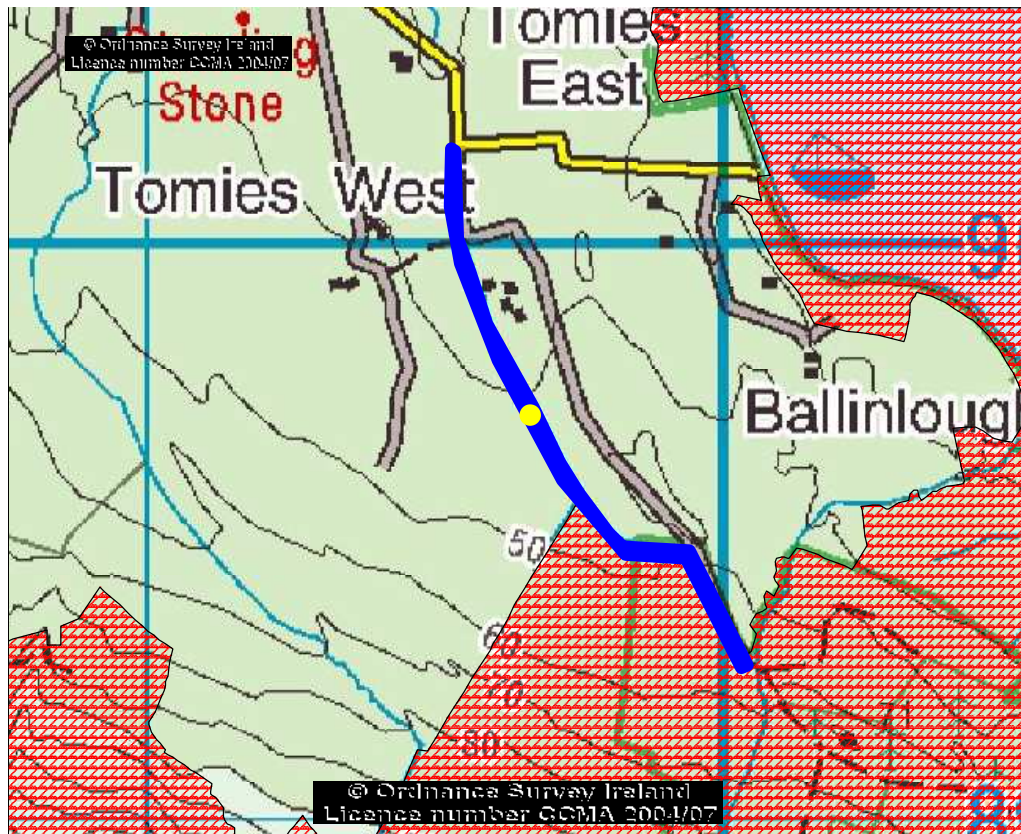 © Ordnance Survey Ireland
Licence number CCMA 2004/07
Stone
Tomies
East
Tomies West
9
Ballinlough
50
60
70
80
© Ordnance Survey Ireland
Licence number CCMA 2004/07